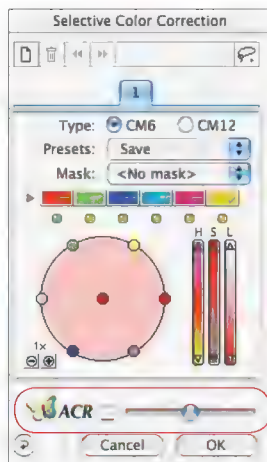 Selective Color Correction
1
Type: CM6 CM12
Presets: Save
Mask: <No mask>
H S L
1x
ACR
Cancel OK